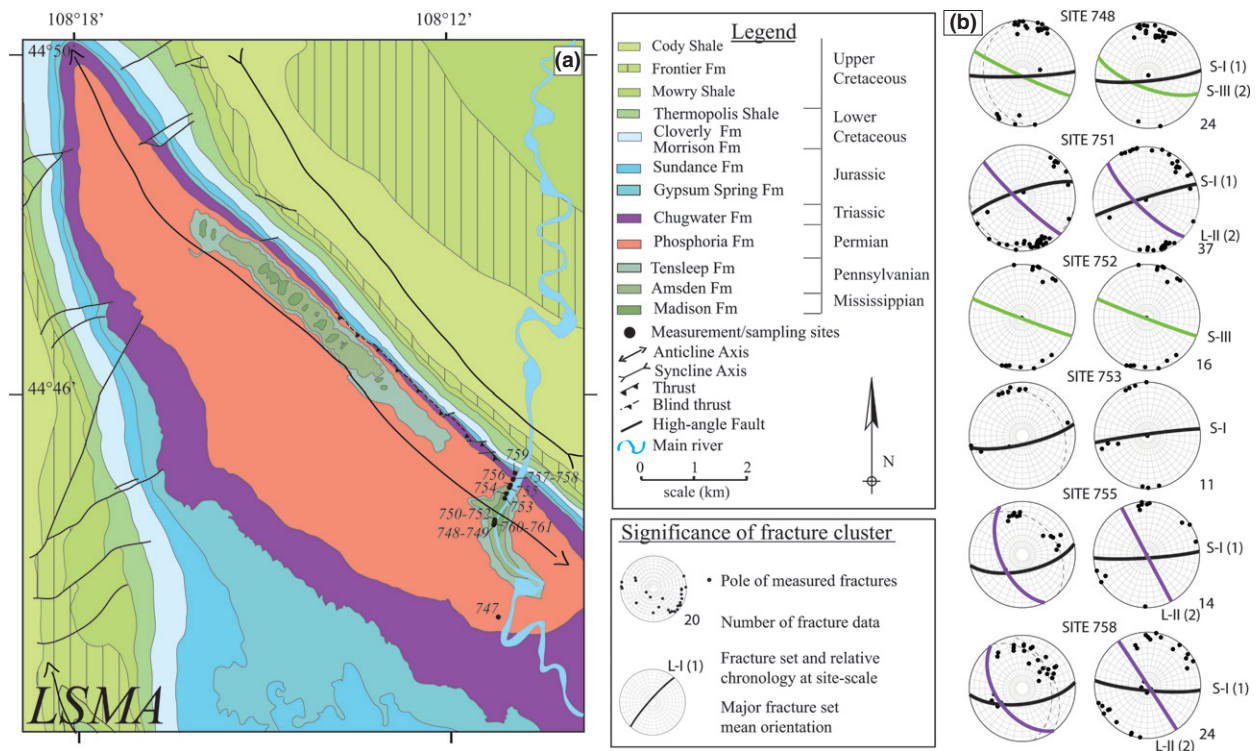 108°18'
108°12'
44°50'
(a)
44°46'
759
756
757-758
754
755
753
750-752
748-749
760-761
747
LSMA
Legend
Cody Shale
Frontier Fm
Mowry Shale
Upper
Cretaceous
Thermopolis Shale
Cloverly Fm
Morrison Fm
Lower
Cretaceous
Sundance Fm
Gypsum Spring Fm
Jurassic
Chugwater Fm
Triassic
Phosphoria Fm
Permian
Tensleep Fm
Amsden Fm
Pennsylvanian
Madison Fm
Mississippian
Measurement/sampling sites
Anticline Axis
Syncline Axis
Thrust
Blind thrust
High-angle Fault
Main river
0 1 2
scale (km)
N
Significance of fracture cluster
Pole of measured fractures
20
Number of fracture data
L-I (1)
Fracture set and relative
chronology at site-scale
Major fracture set
mean orientation
(b)
SITE 748
S-I (1)
S-III (2)
24
SITE 751
S-I (1)
L-II (2)
37
SITE 752
S-III
16
SITE 753
S-I
11
SITE 755
S-I (1)
14
L-II (2)
SITE 758
S-I (1)
24
L-II (2)